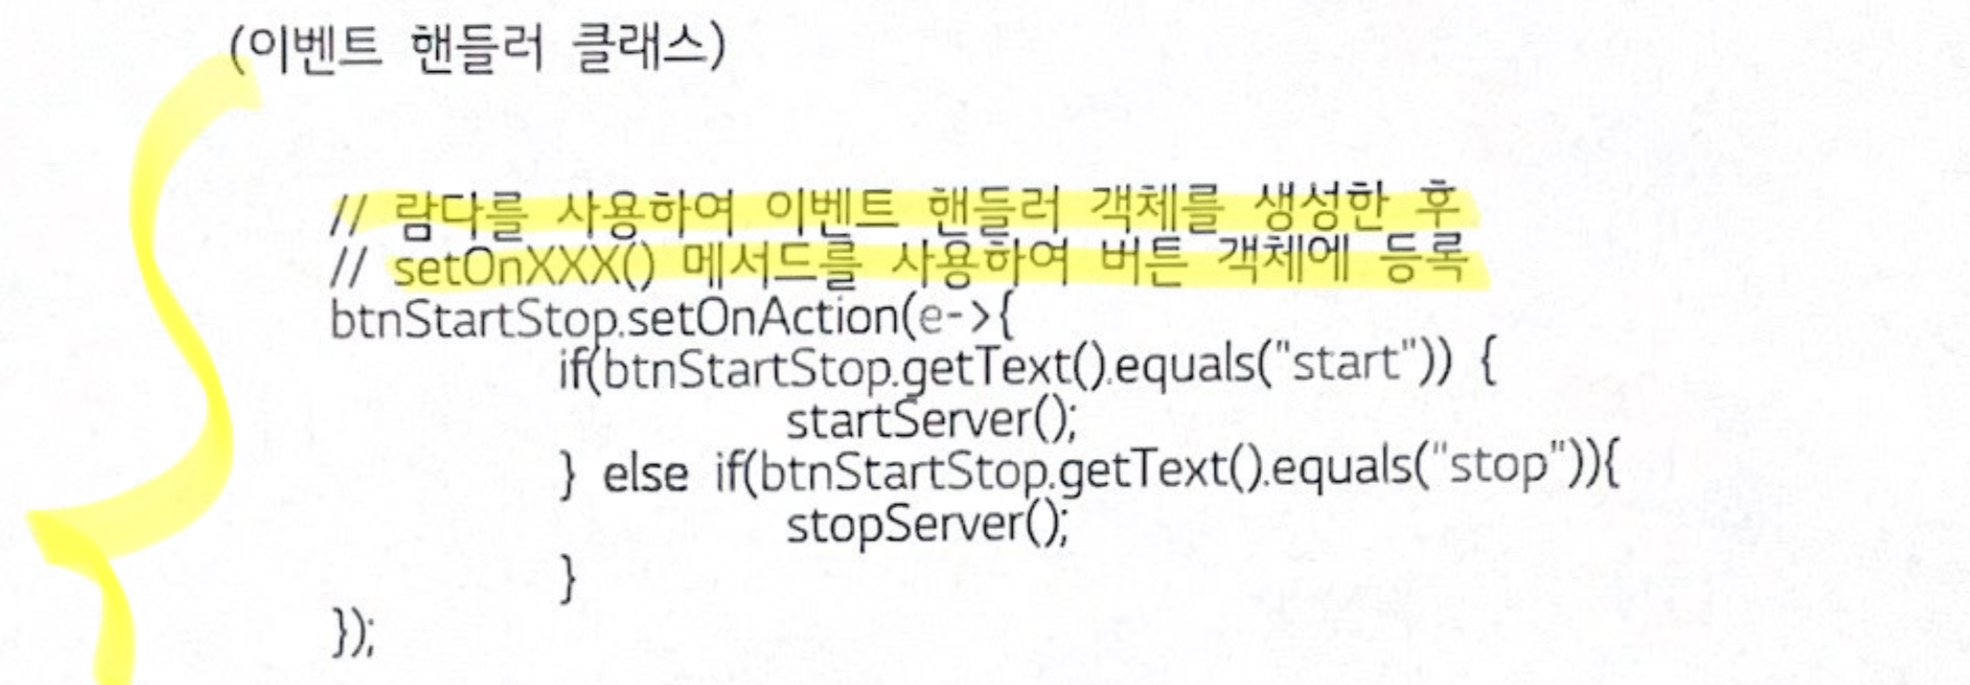 (이벤트 핸들러 클래스)
// 람다를 사용하여 이벤트 핸들러 객체를 생성한 후
// setOnXXX() 메서드를 사용하여 버튼 객체에 등록
btnStartStop.setOnAction(e->{
if(btnStartStop.getText().equals("start")) {
startServer();
} else if(btnStartStop.getText().equals("stop")){
stopServer();
}
});